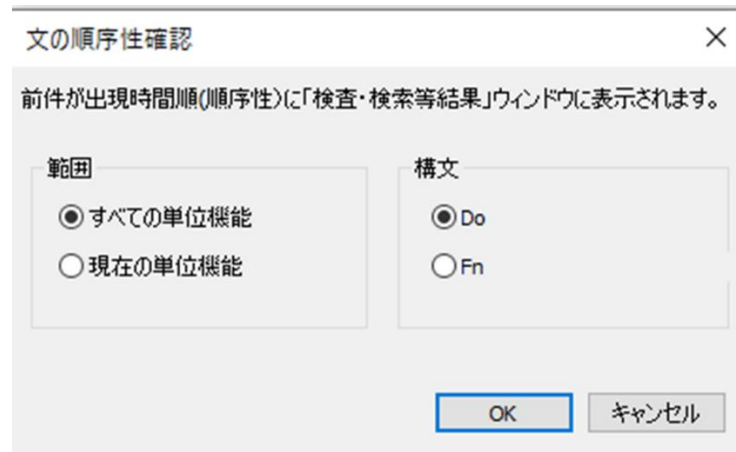 文の順序性確認
前件が出現時間順(順序性)に「検査・検索等結果」ウィンドウに表示されます。
範囲
すべての単位機能
現在の単位機能
構文
Do
Fn
OK
キャンセル